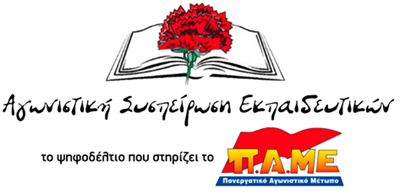 Αγωνιστική Συσπείρωση Εκπαιδευτικών
το ψηφοδέλτιο που στηρίζει το Π.Α.ΜΕ
Πανεργατικό Αγωνιστικό Μέτωπο